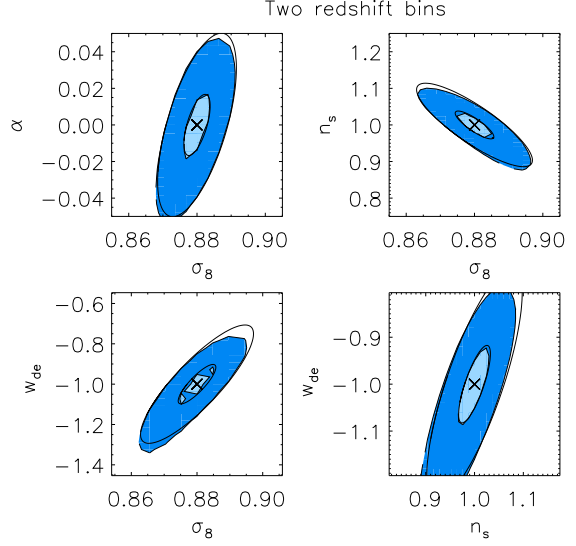 Two redshift bins
0.04
0.02
0.00
−0.02
−0.04
α
0.86 0.88 0.90
σ₈
1.2
1.1
1.0
0.9
0.8
nₛ
0.86 0.88 0.90
σ₈
−0.6
−0.8
−1.0
−1.2
−1.4
w_de
0.86 0.88 0.90
σ₈
−0.9
−1.0
−1.1
w_de
0.9 1.0 1.1
nₛ